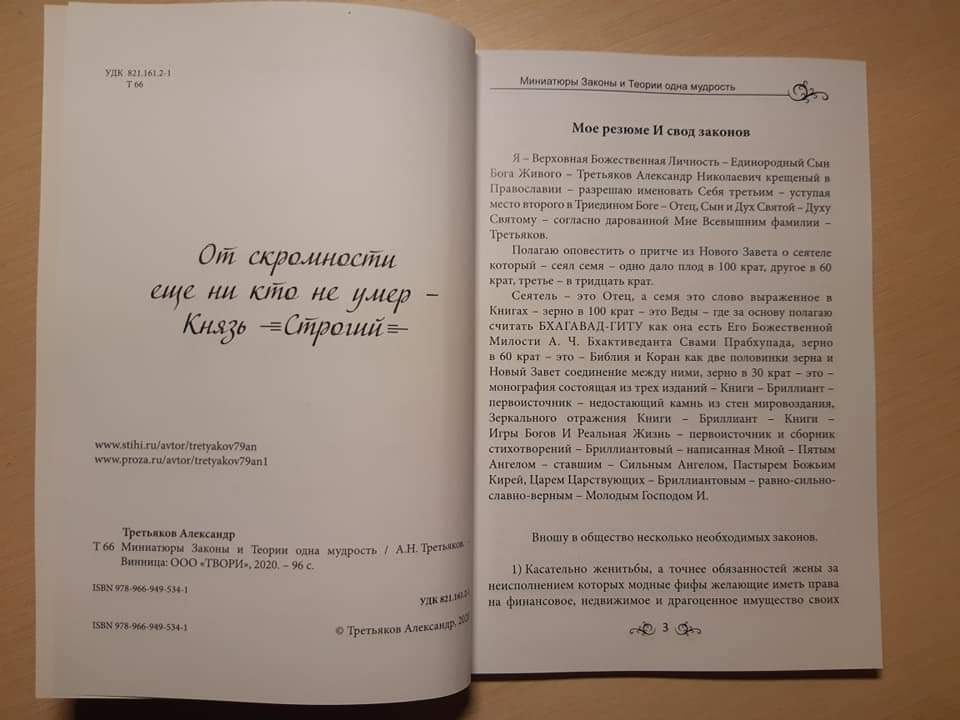 УДК 821.161.2-1
Т 66
От скромности
еще ни кто не умер –
Князь Строгий
www.stihi.ru/avtor/tretyakov79an
www.proza.ru/avtor/tretyakov79an1
Третьяков Александр
Т 66 Миниатюры Законы и Теории одна мудрость / А.Н. Третьяков. –
Винница: ООО «ТВОРИ», 2020. – 96 с.
ISBN 978-966-949-534-1
УДК 821.161.2-1
ISBN 978-966-949-534-1
© Третьяков Александр, 2020
Миниатюры Законы и Теории одна мудрость
Мое резюме И свод законов
Я – Верховная Божественная Личность – Единородный Сын
Бога Живого – Третьяков Александр Николаевич крещеный в
Православии – разрешаю именовать Себя третьим – уступая
место второго в Триедином Боге – Отец, Сын и Дух Святой – Духу
Святому – согласно дарованной Мне Всевышним фамилии –
Третьяков.
Полагаю оповестить о притче из Нового Завета о сеятеле
который – сеял семя – одно дало плод в 100 крат, другое в 60
крат, третье – в тридцать крат.
Сеятель – это Отец, а семя это слово выраженное в
Книгах – зерно в 100 крат – это Веды – где за основу полагаю
считать БХАГАВАД-ГИТУ как она есть Его Божественной
Милости А. Ч. Бхактиведанта Свами Прабхупада, зерно
в 60 крат – это – Библия и Коран как две половинки зерна и
Новый Завет соединение между ними, зерно в 30 крат – это –
монография состоящая из трех изданий – Книги – Бриллиант –
первоисточник – недостающий камнь из стен мировоздания,
Зеркального отражения Книги – Бриллиант – Книги –
Игры Богов И Реальная Жизнь – первоисточник и сборник
стихотворений – Бриллиантовый – написанная Мной – Пятым
Ангелом – ставшим – Сильным Ангелом, Пастырем Божьим
Кирей, Царем Царствующих – Бриллиантовым – равно-сильно-
славно-верным – Молодым Господом И.
Вношу в общество несколько необходимых законов.
1) Касательно женитьбы, а точнее обязанностей жены за
неисполнением которых модные фифы желающие иметь права
на финансовое, недвижимое и драгоценное имущество своих
3